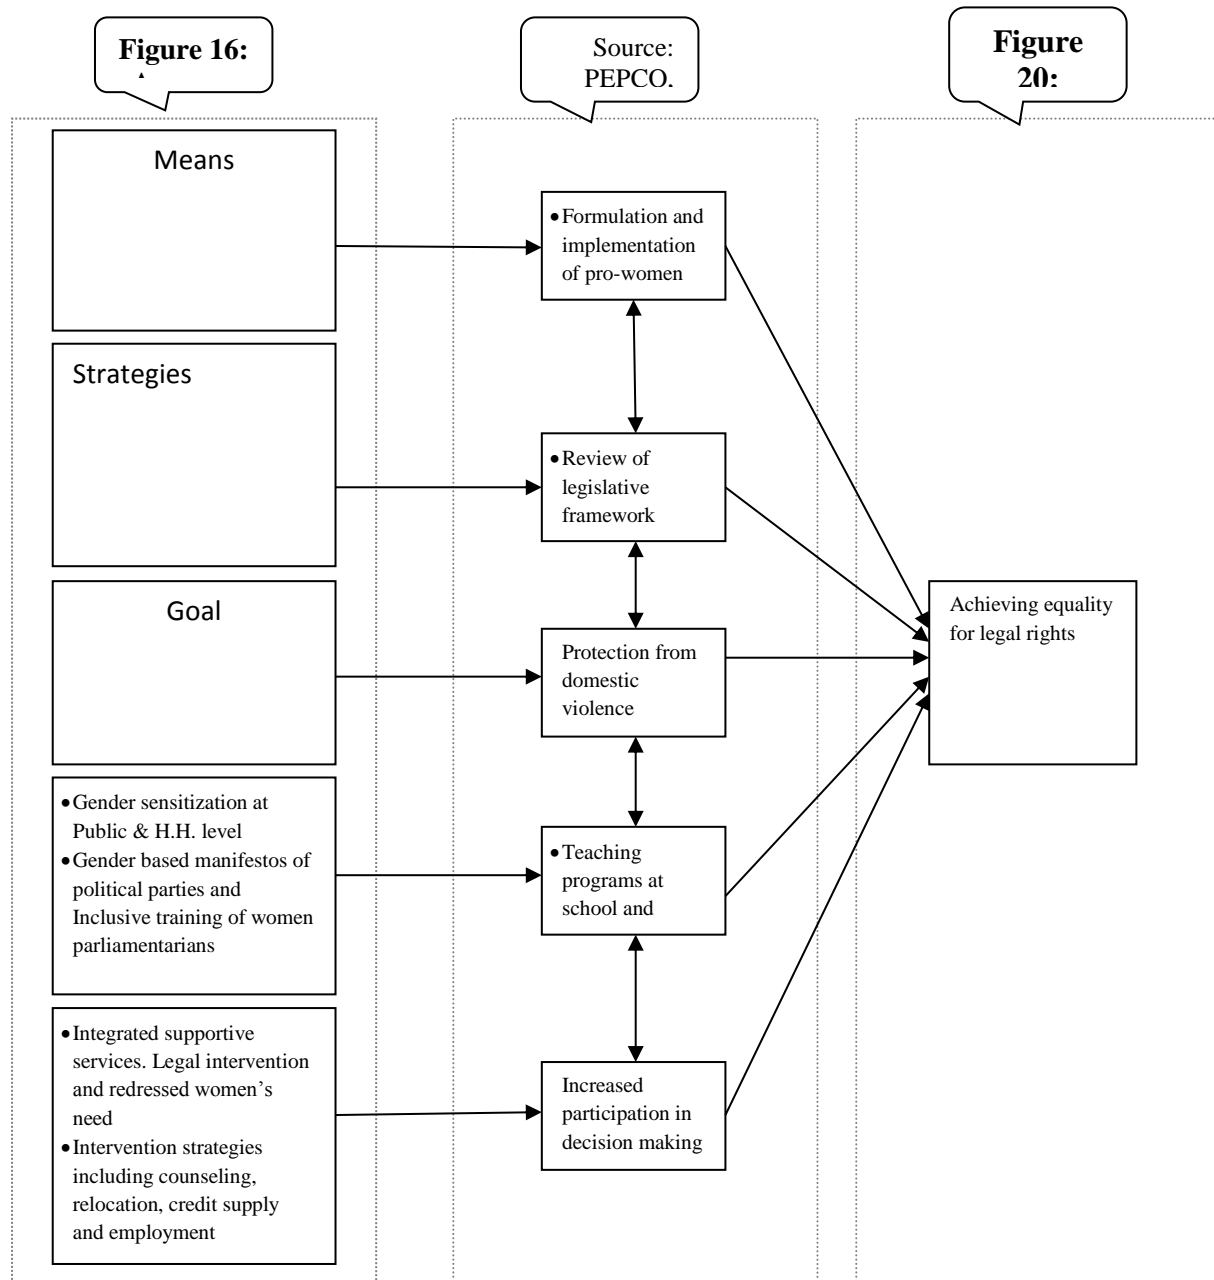 Figure 16:
Source:
PEPCO.
Figure
20:
Means
Strategies
Goal
•Gender sensitization at
Public & H.H. level
•Gender based manifestos of
political parties and
Inclusive training of women
parliamentarians
•Integrated supportive
services. Legal intervention
and redressed women’s
need
•Intervention strategies
including counseling,
relocation, credit supply
and employment
•Formulation and
implementation
of pro-women
•Review of
legislative
framework
Protection from
domestic
violence
•Teaching
programs at
school and
Increased
participation in
decision making
Achieving equality
for legal rights